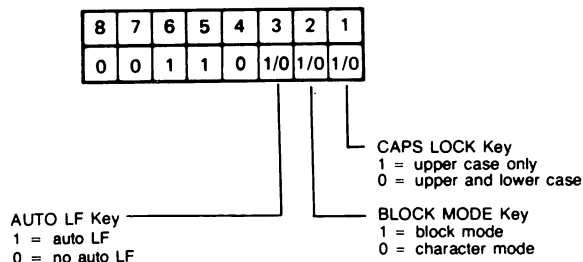 8 7 6 5 4 3 2 1
0 0 1 1 0 1/0 1/0 1/0
CAPS LOCK Key
1 = upper case only
0 = upper and lower case
AUTO LF Key
1 = auto LF
0 = no auto LF
BLOCK MODE Key
1 = block mode
0 = character mode